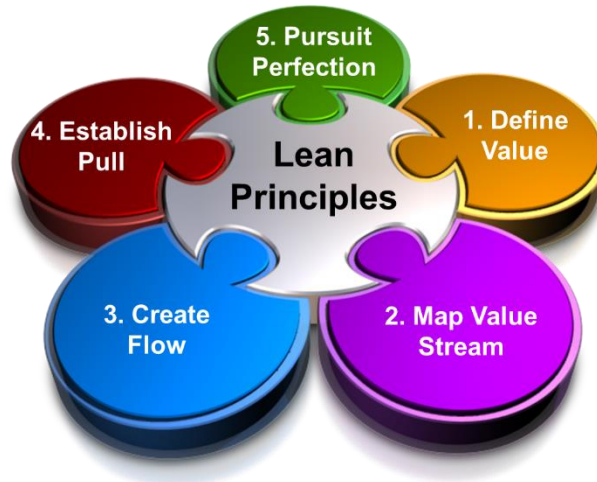 Lean
Principles
1. Define
Value
2. Map Value
Stream
3. Create
Flow
4. Establish
Pull
5. Pursuit
Perfection